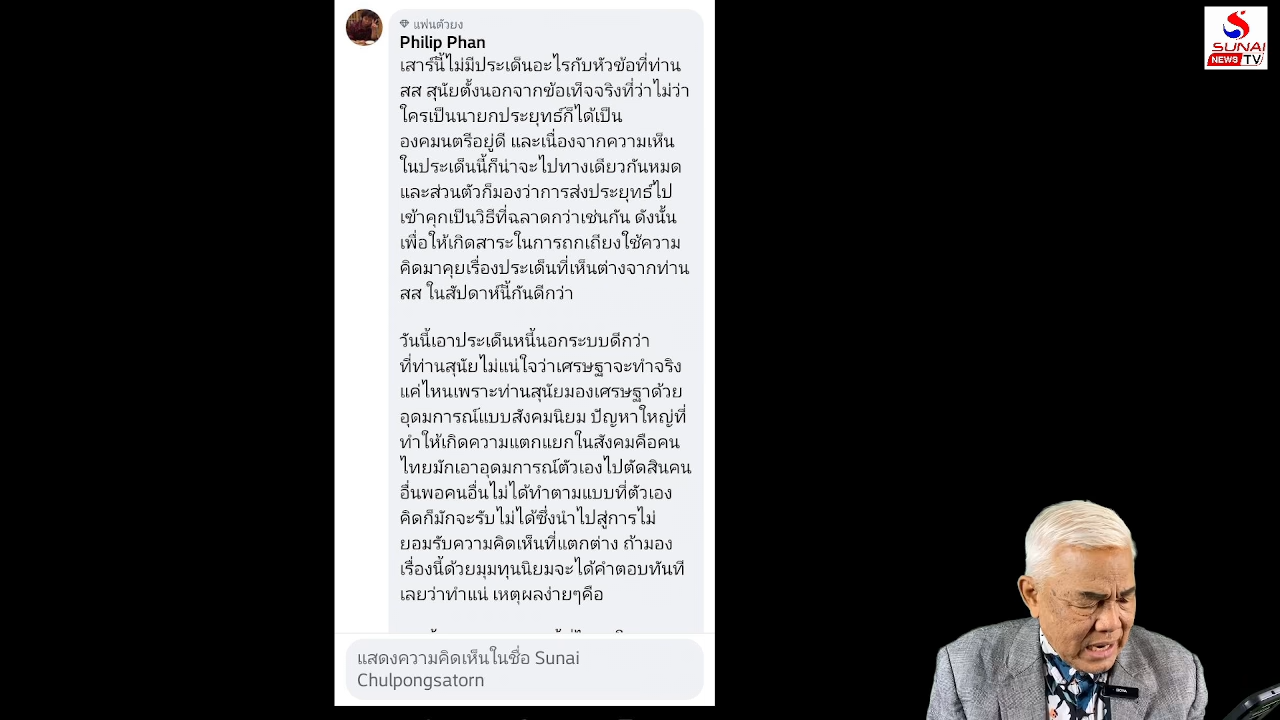 แฟนตัวยง
Philip Phan
เสาร์นี้ไม่มีประเด็นอะไรกับหัวข้อที่ท่าน
สส สุนัยตั้งนอกจากข้อเท็จจริงที่ว่าไม่ว่า
ใครเป็นนายกประยุทธ์ก็ได้เป็น
องคมนตรีอยู่ดี และเนื่องจากความเห็น
ในประเด็นนี้ก็น่าจะไปทางเดียวกันหมด
และส่วนตัวก็มองว่าการส่งประยุทธ์ไป
เข้าคุกเป็นวิธีที่ฉลาดกว่าเช่นกัน ดังนั้น
เพื่อให้เกิดสาระในการถกเถียงใช้ความ
คิดมาคุยเรื่องประเด็นที่เห็นต่างจากท่าน
สส ในสัปดาห์นี้กันดีกว่า
วันนี้เอาประเด็นหนี้นอกระบบดีกว่า
ที่ท่านสุนัยไม่แน่ใจว่าเศรษฐาจะทำจริง
แค่ไหนเพราะท่านสุนัยมองเศรษฐาด้วย
อุดมการณ์แบบสังคมนิยม ปัญหาใหญ่ที่
ทำให้เกิดความแตกแยกในสังคมคือคน
ไทยมักเอาอุดมการณ์ตัวเองไปตัดสินคน
อื่นพอคนอื่นไม่ได้ทำตามแบบที่ตัวเอง
คิดก็มักจะรับไม่ได้ซึ่งนำไปสู่การไม่
ยอมรับความคิดเห็นที่แตกต่าง ถ้ามอง
เรื่องนี้ด้วยมุมทุนนิยมจะได้คำตอบทันที
เลยว่าทำแน่ เหตุผลง่ายๆคือ
แสดงความคิดเห็นในชื่อ Sunai
Chulpongsatorn
SUNAI
NEWS TV